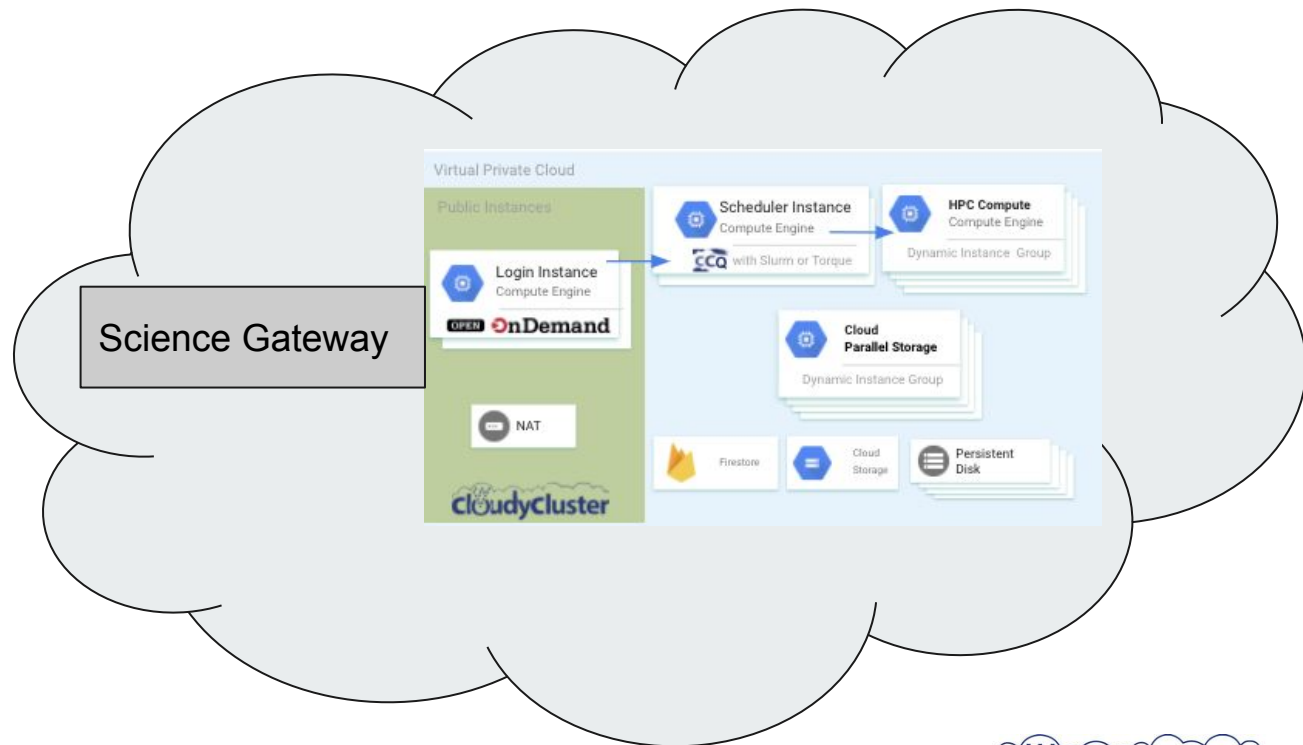 Virtual Private Cloud
Public Instances
Scheduler Instance
Compute Engine
CCQ with Slurm or Torque
HPC Compute
Compute Engine
Dynamic Instance Group
Login Instance
Compute Engine
OPEN OnDemand
Science Gateway
Cloud
Parallel Storage
Dynamic Instance Group
NAT
Firestore
Cloud
Storage
Persistent
Disk
cloudyCluster